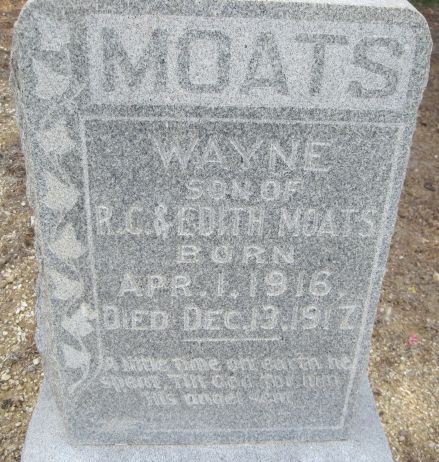 MOATS
WAYNE
SON OF
R.C. & EDITH MOATS
BORN
APR. 1. 1916
DIED DEC. 13. 1917.
A little time on earth he
spent, Till God for him
his angel sent